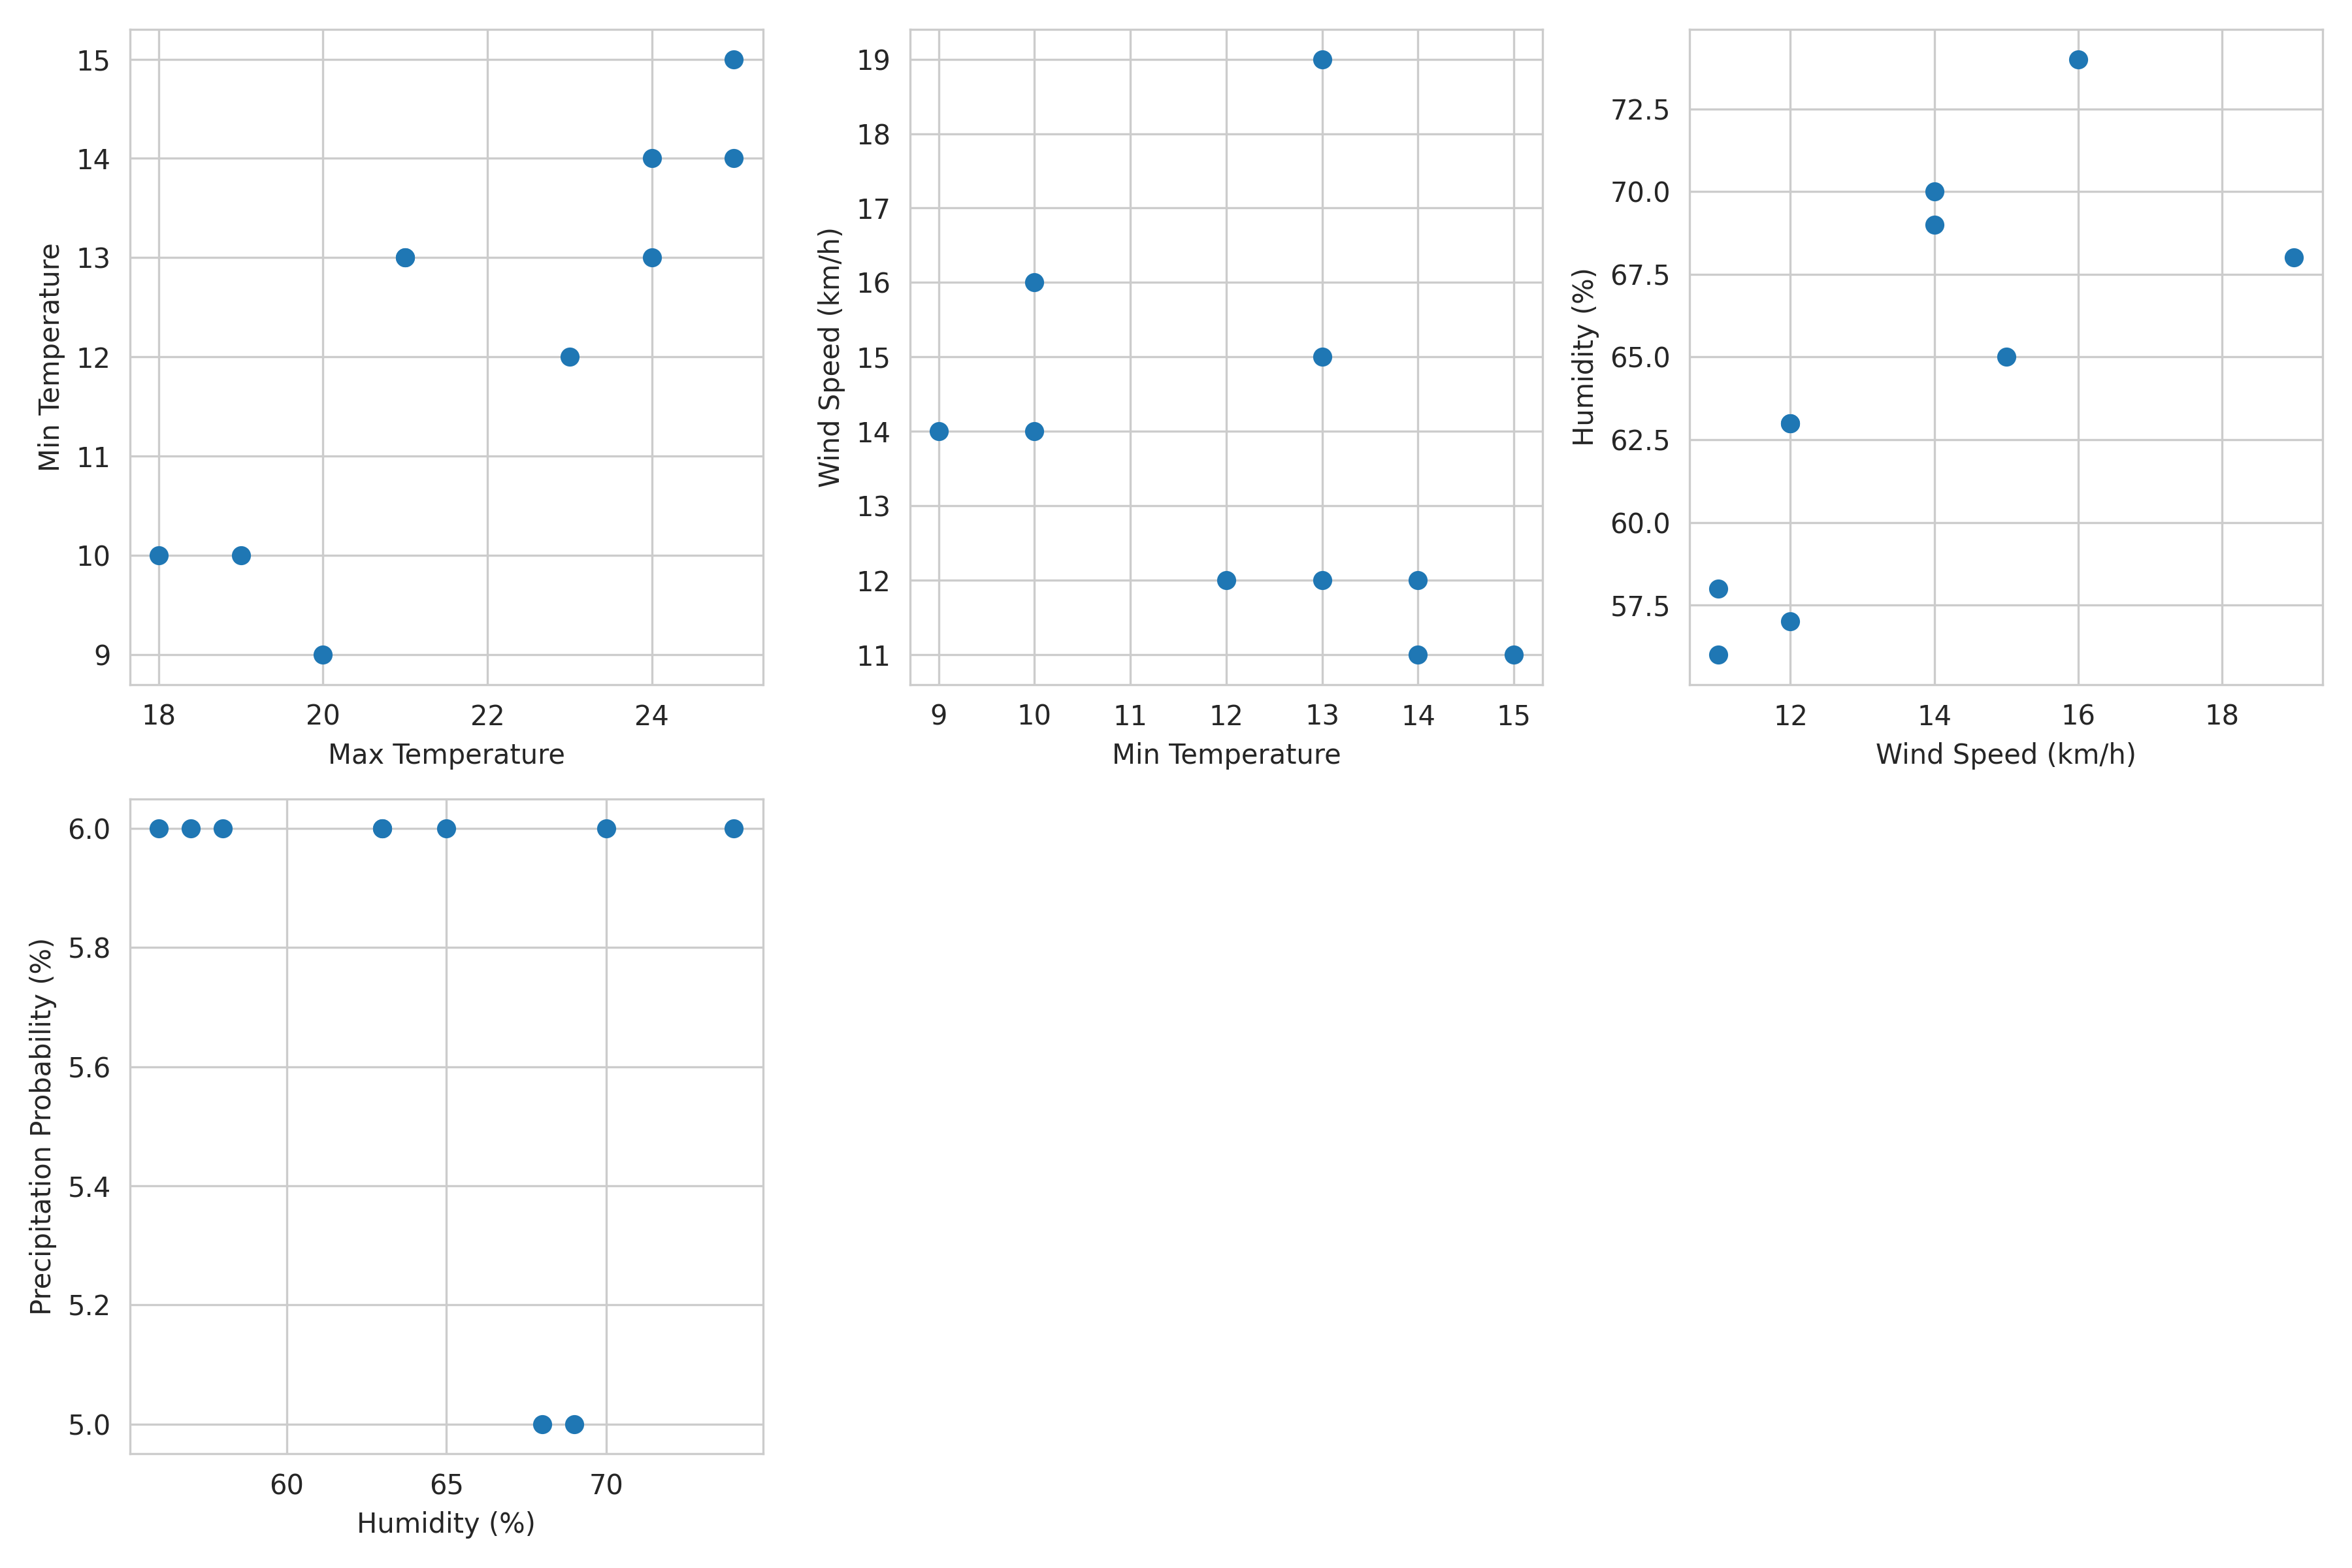 15
14
13
12
11
10
9
Min Temperature
18 20 22 24
Max Temperature
19
18
17
16
15
14
13
12
11
Wind Speed (km/h)
9 10 11 12 13 14 15
Min Temperature
72.5
70.0
67.5
65.0
62.5
60.0
57.5
Humidity (%)
12 14 16 18
Wind Speed (km/h)
6.0
5.8
5.6
5.4
5.2
5.0
Precipitation Probability (%)
60 65 70
Humidity (%)